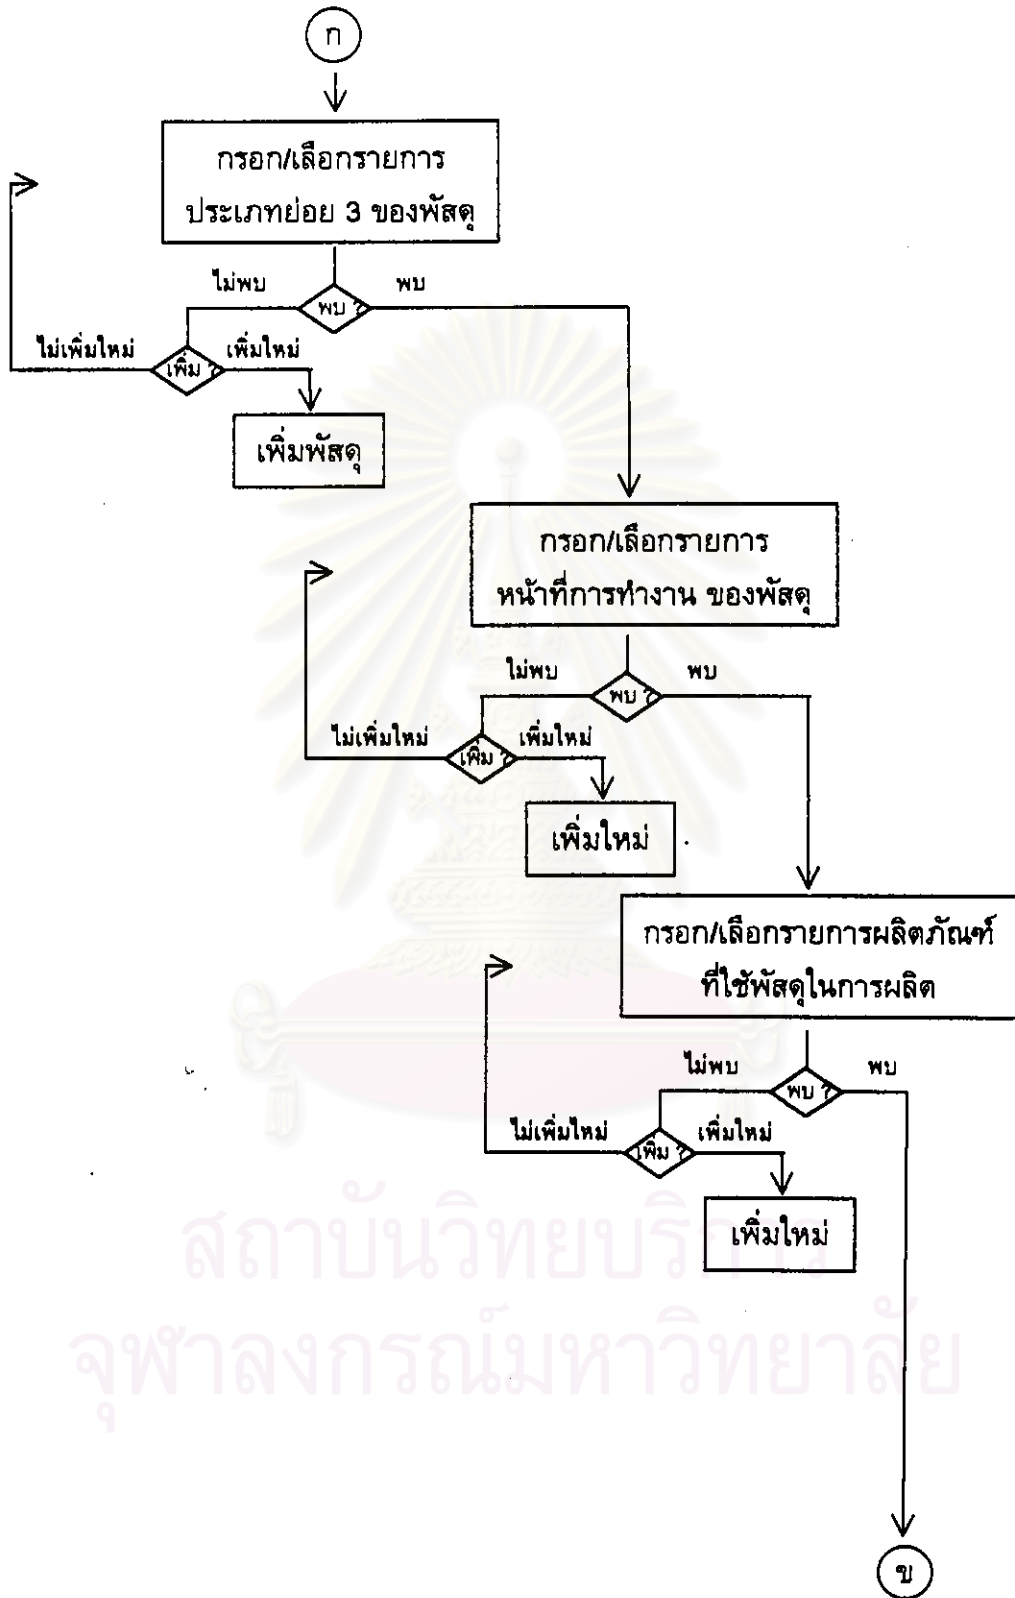 ก
กรอก/เลือกรายการ
ประเภทย่อย 3 ของพัสดุ
ไม่พบ
พบ ?
พบ
ไม่เพิ่มใหม่
เพิ่ม ?
เพิ่มใหม่
เพิ่มพัสดุ
กรอก/เลือกรายการ
หน้าที่การทำงาน ของพัสดุ
ไม่พบ
พบ ?
พบ
ไม่เพิ่มใหม่
เพิ่ม ?
เพิ่มใหม่
เพิ่มใหม่
กรอก/เลือกรายการผลิตภัณฑ์
ที่ใช้พัสดุในการผลิต
ไม่พบ
พบ ?
พบ
ไม่เพิ่มใหม่
เพิ่ม ?
เพิ่มใหม่
เพิ่มใหม่
สถาบันวิทยบริการ
จุฬาลงกรณ์มหาวิทยาลัย
ข